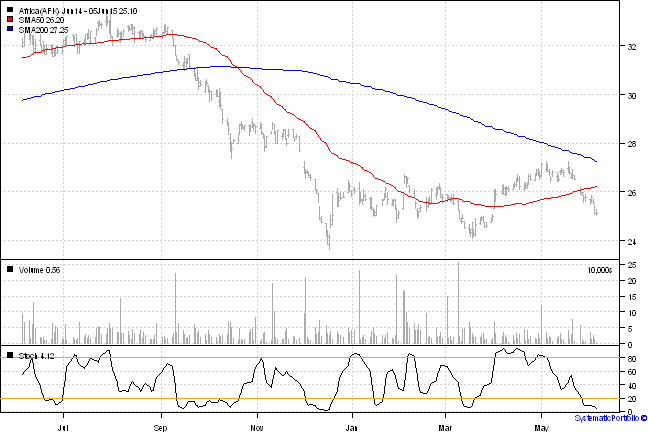 Africa(AFK) Jun14 - 05Jun15 25.10
SMA50 26.20
SMA200 27.25
32
30
28
26
24
Volume 0.56
10,000s
25
20
15
10
5
0
Stoch 4.12
80
60
40
20
0
Jul Sep Nov Jan Mar May
SystematicPortfolio ©